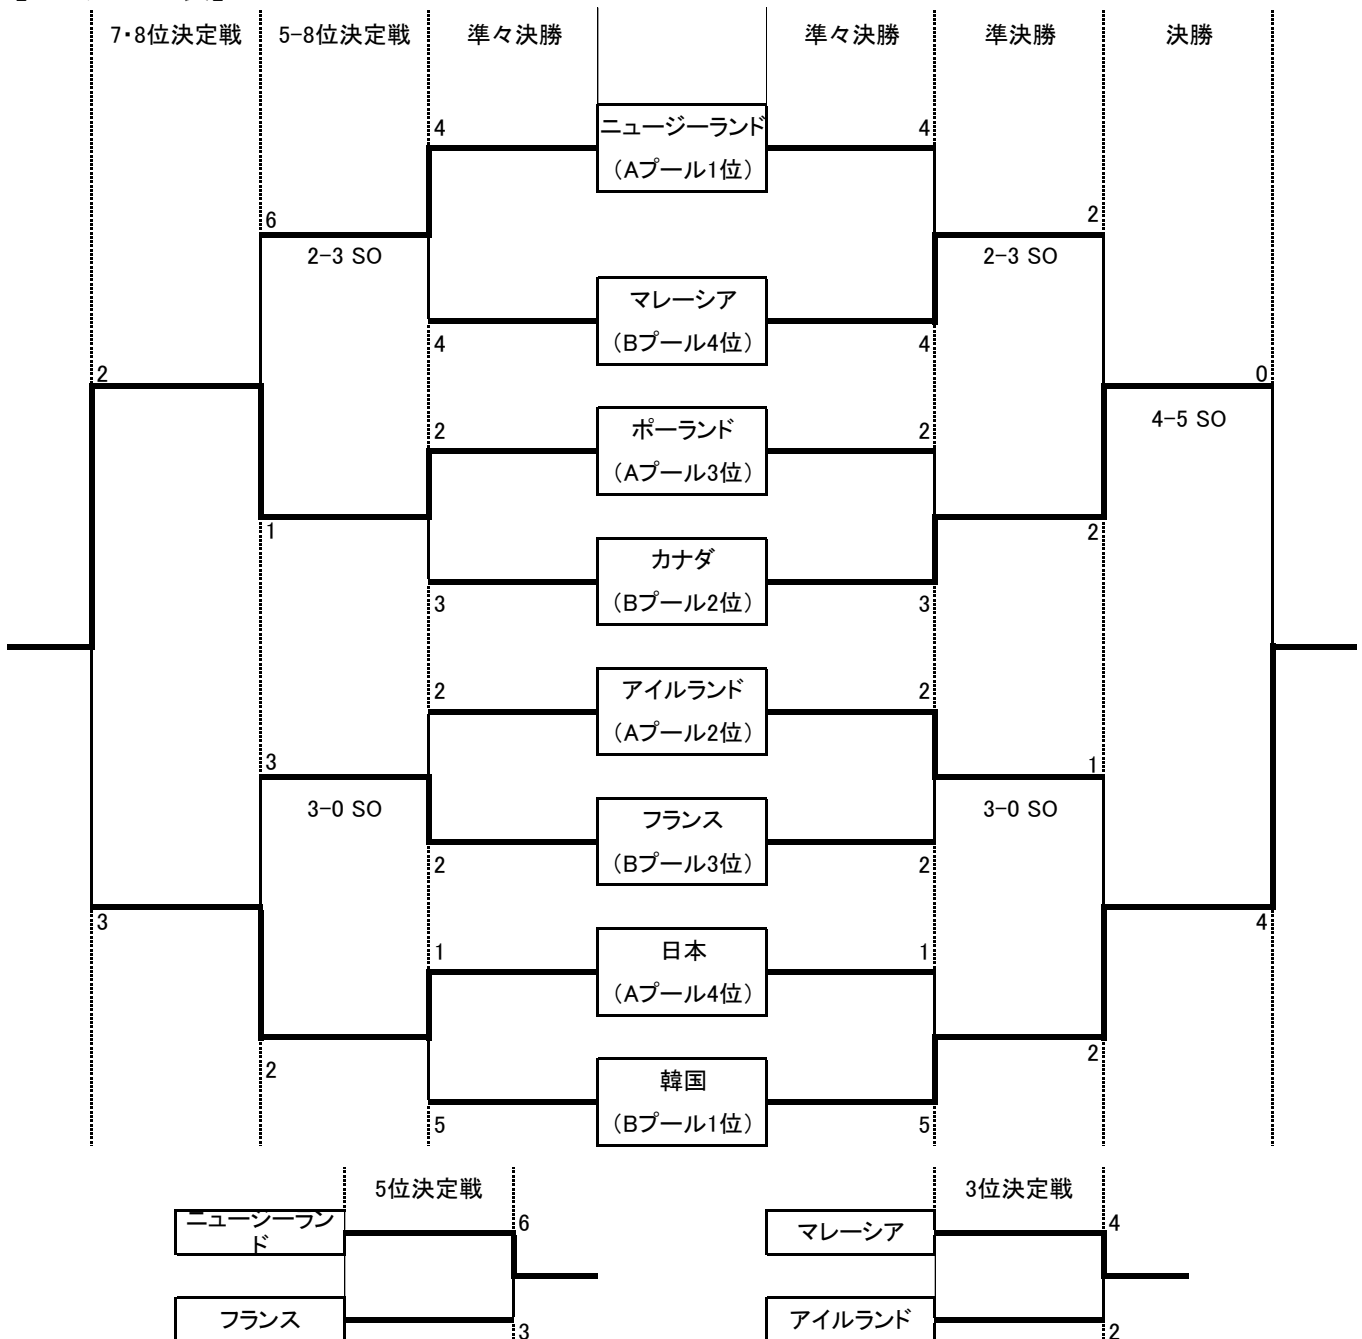 7・8位決定戦 5-8位決定戦 準々決勝 準々決勝 準決勝 決勝
4 ニュージーランド 4
（Aプール1位）
6 2
2-3 SO 2-3 SO
マレーシア
4 （Bプール4位） 4
2 0
2 ポーランド 2
4-5 SO
（Aプール3位）
1 2
カナダ
3 （Bプール2位） 3
2 アイルランド 2
（Aプール2位）
3 1
3-0 SO フランス 3-0 SO
2 （Bプール3位） 2
3 4
1 日本 1
（Aプール4位）
2 2
韓国
5 （Bプール1位） 5
5位決定戦 3位決定戦
ニュージーラン
ド
6 マレーシア 4
フランス 3 アイルランド 2